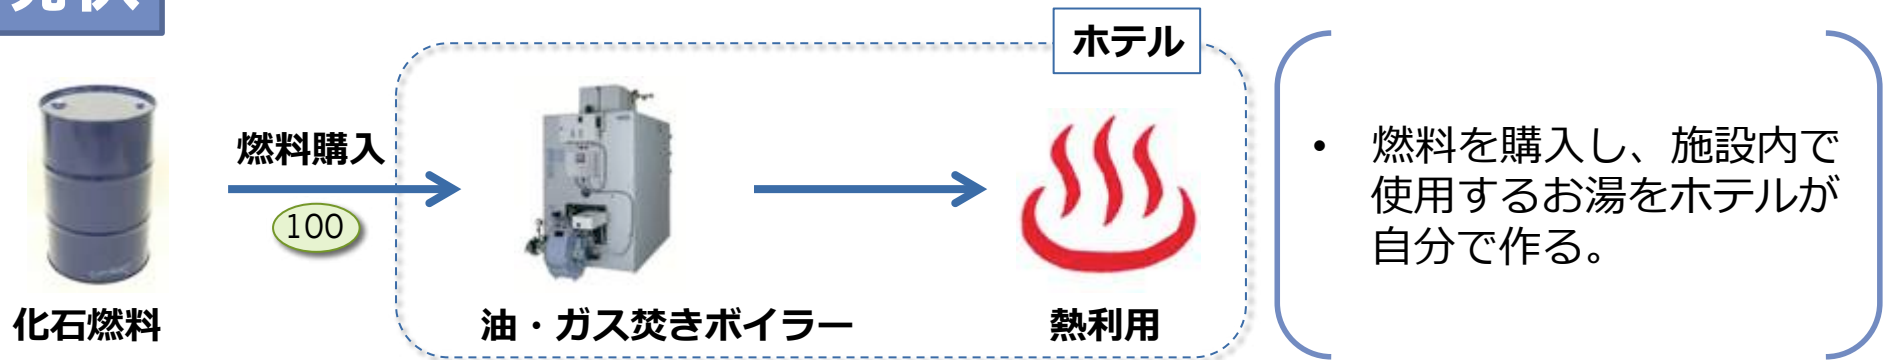 ホテル
燃料購入
100
化石燃料
油・ガス焚きボイラー
熱利用
• 燃料を購入し、施設内で
使用するお湯をホテルが
自分で作る。